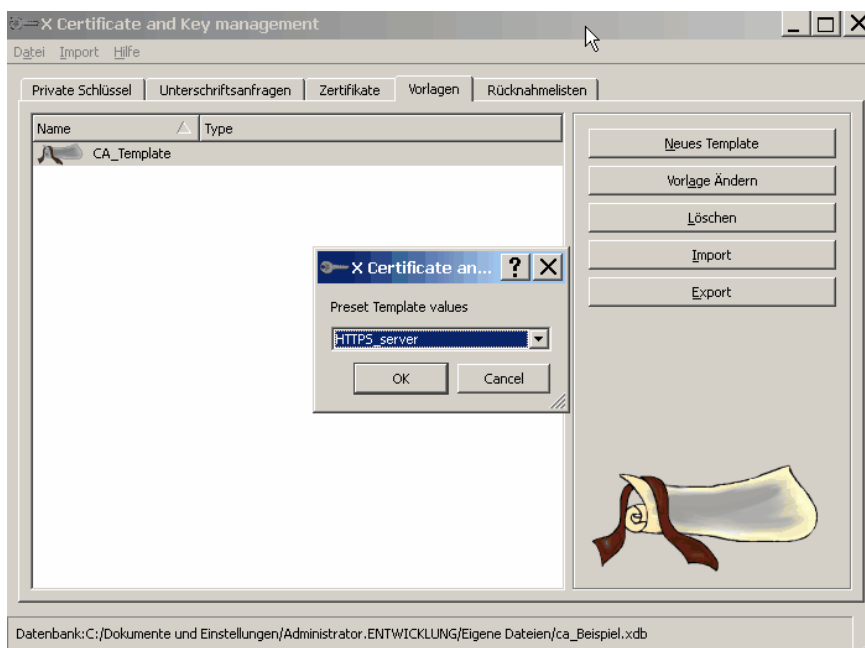 X Certificate and Key management
Datei Import Hilfe
Private Schlüssel Unterschriftsanfragen Zertifikate Vorlagen Rücknahmelisten
Name Type
CA_Template
Neues Template
Vorlage Ändern
Löschen
Import
Export
X Certificate an...
Preset Template values
HTTPS_server
OK Cancel
Datenbank:C:/Dokumente und Einstellungen/Administrator.ENTWICKLUNG/Eigene Dateien/ca_Beispiel.xdb